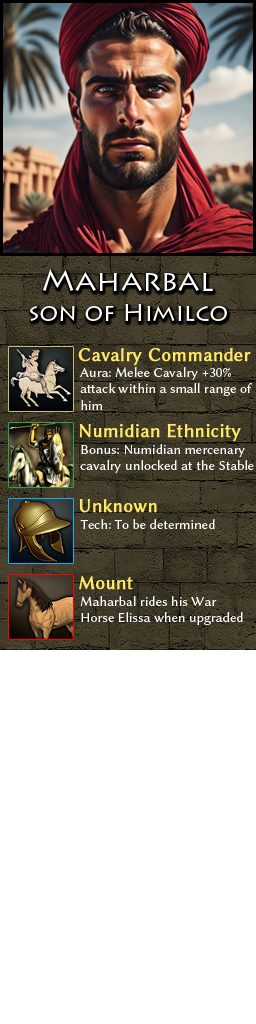 Maharbal
son of Himilco
Cavalry Commander
Aura: Melee Cavalry +30%
attack within a small range of
him
Numidian Ethnicity
Bonus: Numidian mercenary
cavalry unlocked at the Stable
Unknown
Tech: To be determined
Mount
Maharbal rides his War
Horse Elissa when upgraded